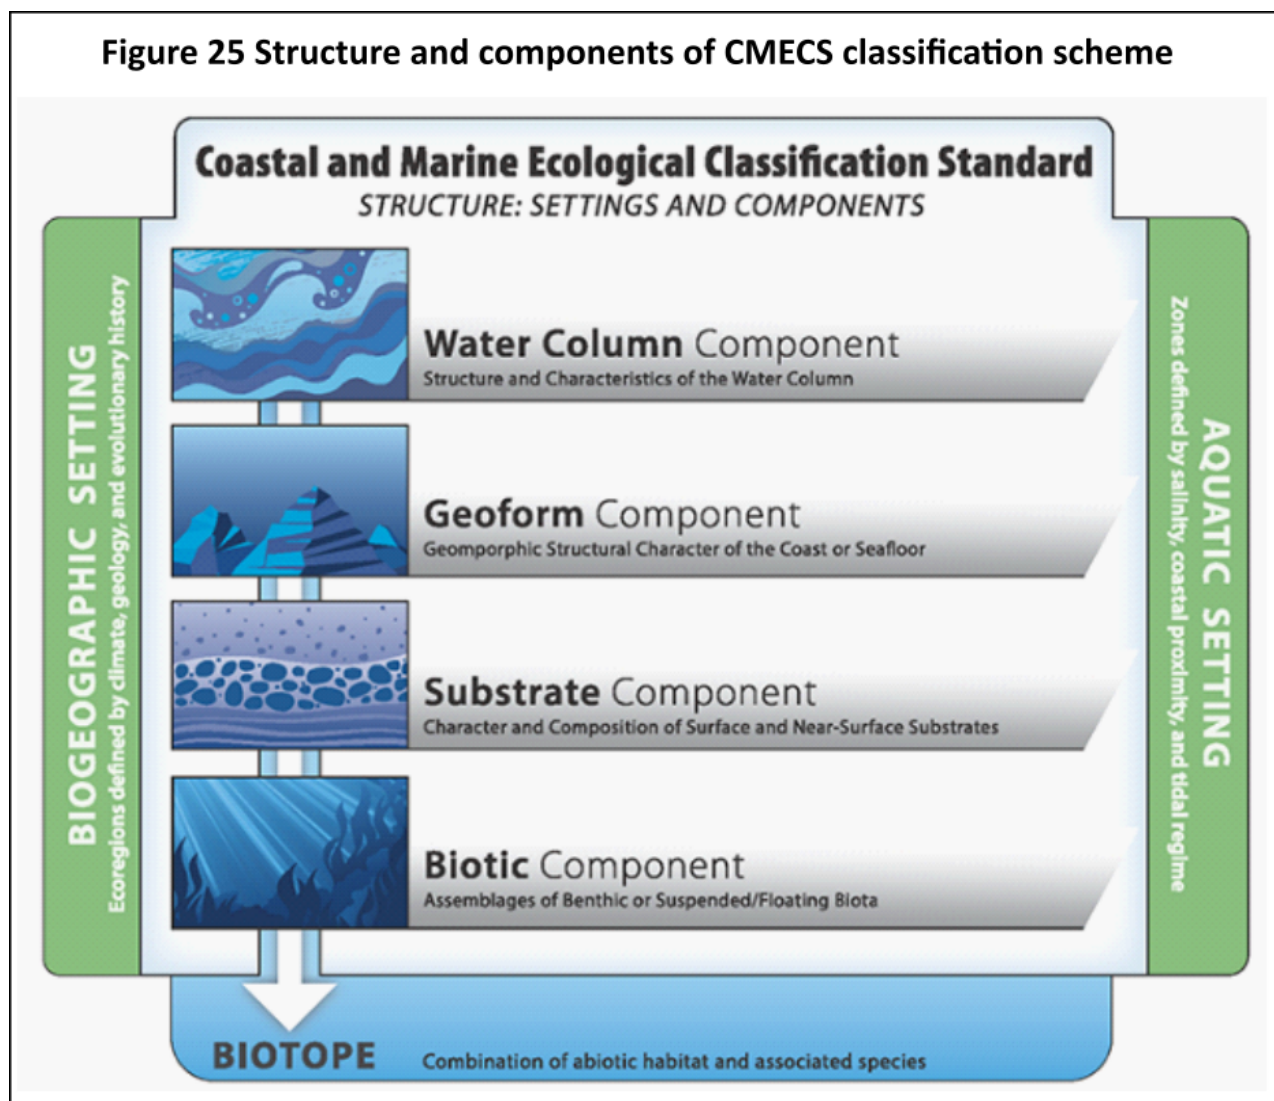 Figure 25 Structure and components of CMECS classification scheme
Coastal and Marine Ecological Classification Standard
STRUCTURE: SETTINGS AND COMPONENTS
BIOGEOGRAPHIC SETTING
Ecoregions defined by climate, geology, and evolutionary history
Water Column Component
Structure and Characteristics of the Water Column
Geoform Component
Geomporphic Structural Character of the Coast or Seafloor
Substrate Component
Character and Composition of Surface and Near-Surface Substrates
Biotic Component
Assemblages of Benthic or Suspended/Floating Biota
AQUATIC SETTING
Zones defined by salinity, coastal proximity, and tidal regime
BIOTOPE
Combination of abiotic habitat and associated species